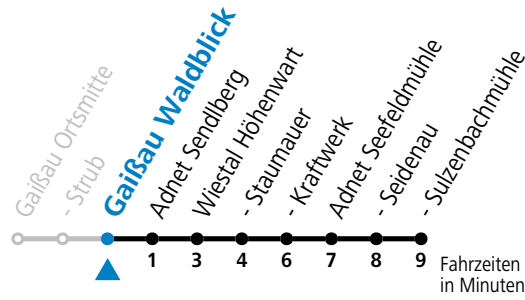 Gaißau Ortsmitte
- Strub
Gaißau Waldblick
Adnet Sendlberg
Wiestal Höhenwart
- Staumauer
- Kraftwerk
Adnet Seefeldmühle
- Seidenau
- Sulzenbachmühle
1 3 4 6 7 8 9 Fahrzeiten
in Minuten